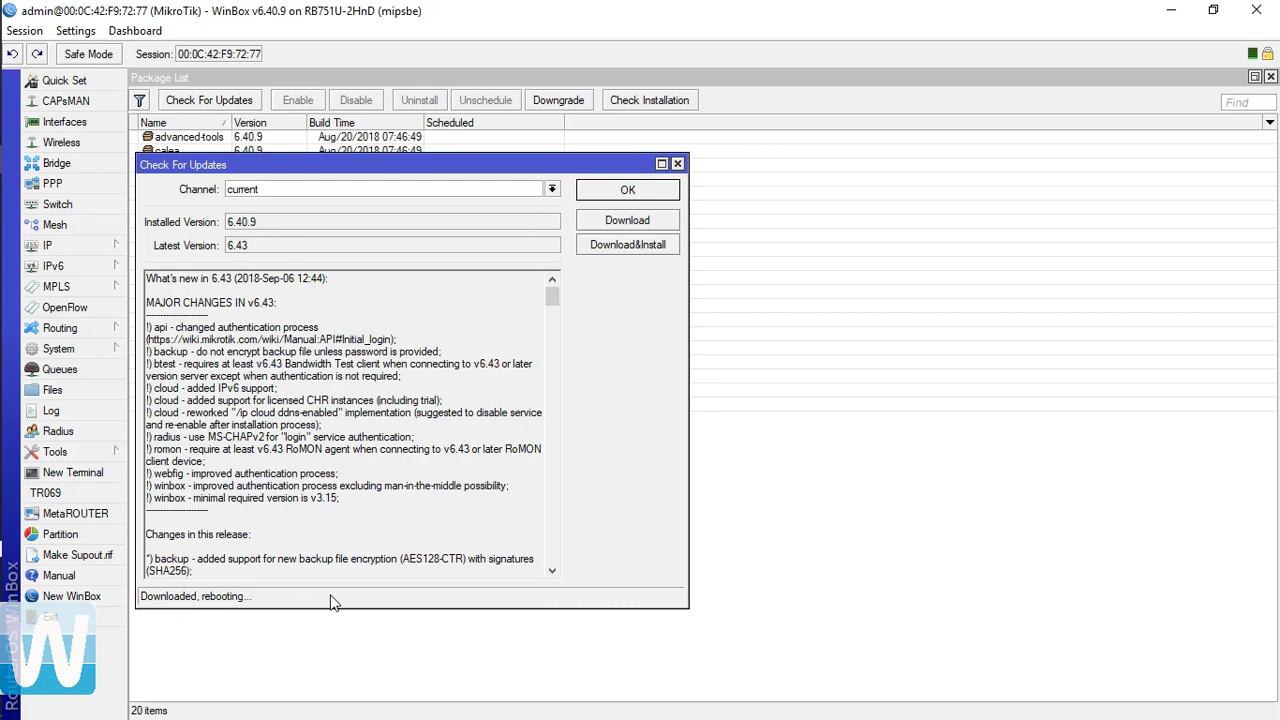 admin@00:0C:42:F9:72:77 (MikroTik) - WinBox v6.40.9 on RB751U-2HnD (mipsbe)
Session Settings Dashboard
Safe Mode Session: 00:0C:42:F9:72:77
Quick Set
CAPsMAN
Interfaces
Wireless
Bridge
PPP
Switch
Mesh
IP
IPv6
MPLS
OpenFlow
Routing
System
Queues
Files
Log
Radius
Tools
New Terminal
TR069
MetaROUTER
Partition
Make Supout.rif
Manual
New WinBox
Exit
RouterOS WinBox
W
Package List
Check For Updates Enable Disable Uninstall Unschedule Downgrade Check Installation Find
Name / Version Build Time Scheduled
advanced-tools 6.40.9 Aug/20/2018 07:46:49
calea 6.40.9 Aug/20/2018 07:46:49
Check For Updates
Channel: current OK
Installed Version: 6.40.9 Download
Latest Version: 6.43 Download&Install
What's new in 6.43 (2018-Sep-06 12:44):
MAJOR CHANGES IN v6.43:
----------------------
!) api - changed authentication process
(https://wiki.mikrotik.com/wiki/Manual:API#Initial_login);
!) backup - do not encrypt backup file unless password is provided;
!) btest - requires at least v6.43 Bandwidth Test client when connecting to v6.43 or later
version server except when authentication is not required;
!) cloud - added IPv6 support;
!) cloud - added support for licensed CHR instances (including trial);
!) cloud - reworked "/ip cloud ddns-enabled" implementation (suggested to disable service
and re-enable after installation process);
!) radius - use MS-CHAPv2 for "login" service authentication;
!) romon - require at least v6.43 RoMON agent when connecting to v6.43 or later RoMON
client device;
!) webfig - improved authentication process;
!) winbox - improved authentication process excluding man-in-the-middle possibility;
!) winbox - minimal required version is v3.15;
----------------------
Changes in this release:
*) backup - added support for new backup file encryption (AES128-CTR) with signatures
(SHA256);
Downloaded, rebooting...
20 items